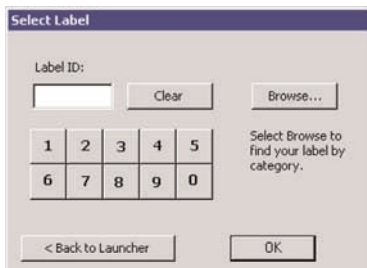 Select Label
Label ID:
Clear
Browse...
1 2 3 4 5
6 7 8 9 0
Select Browse to
find your label by
category.
< Back to Launcher
OK